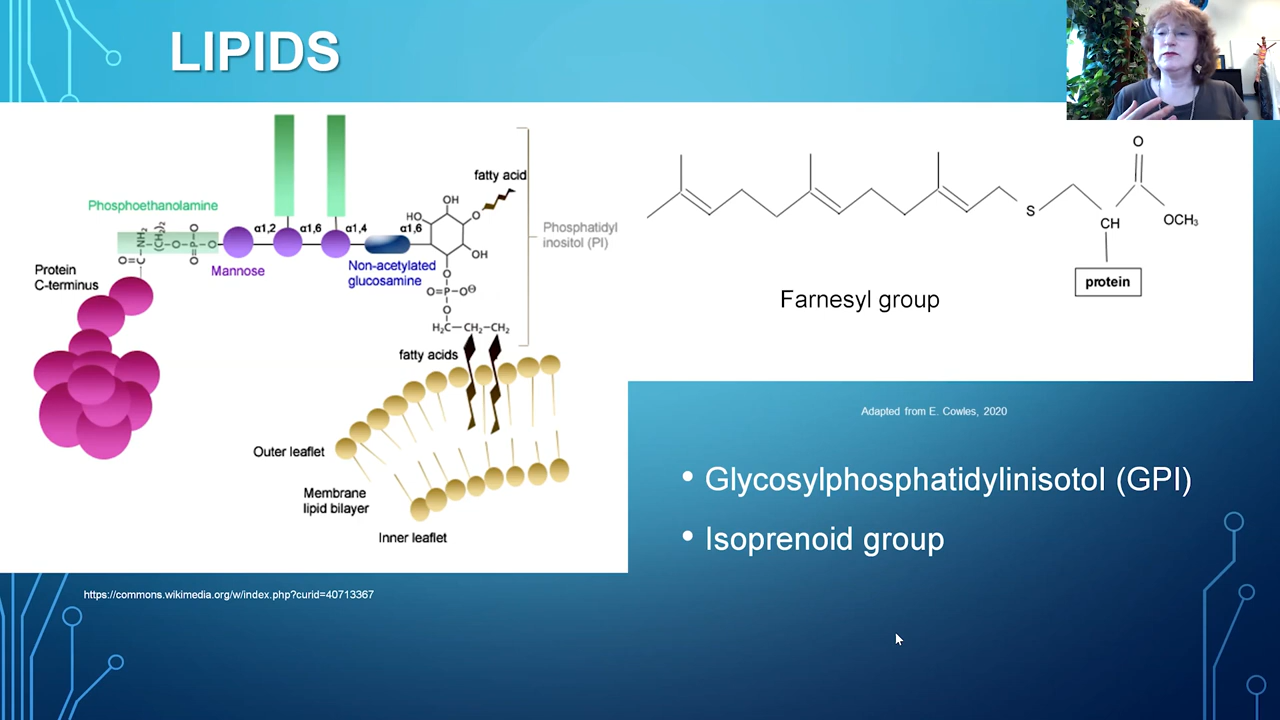 LIPIDS
fatty acid
Phosphoethanolamine
OH
HO
O
α1,2
α1,6
α1,4
α1,6
Phosphatidyl
inositol (PI)
NH
(CH₂)₂
O
P
O
O
O
O=C
OH
Mannose
Non-acetylated
glucosamine
Protein
C-terminus
O
O=P-O⊖
O
H₂C-CH₂-CH₂
fatty acids
Outer leaflet
Membrane
lipid bilayer
Inner leaflet
O
S
CH
OCH₃
protein
Farnesyl group
Adapted from E. Cowles, 2020
• Glycosylphosphatidylinisotol (GPI)
• Isoprenoid group
https://commons.wikimedia.org/w/index.php?curid=40713367